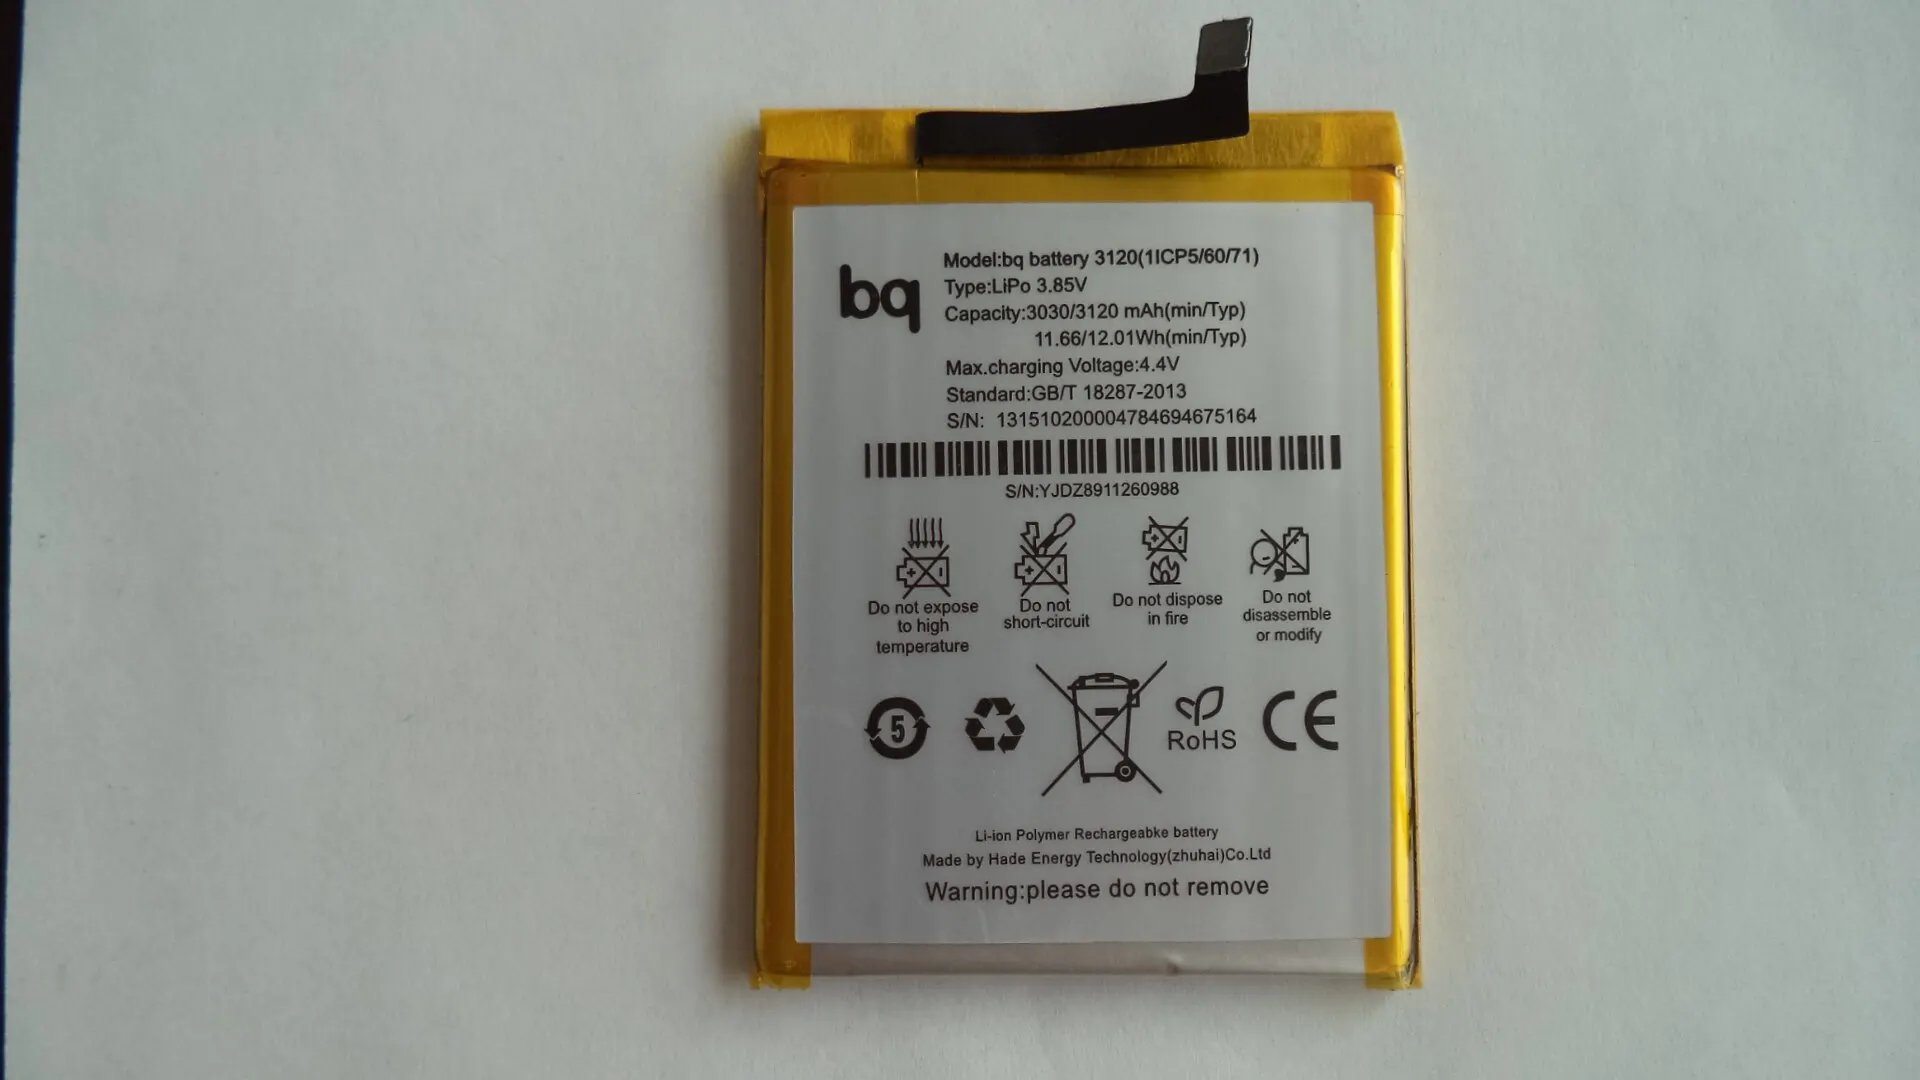 bq
Model:bq battery 3120(1ICP5/60/71)
Type:LiPo 3.85V
Capacity:3030/3120 mAh(min/Typ)
11.66/12.01Wh(min/Typ)
Max.charging Voltage:4.4V
Standard:GB/T 18287-2013
S/N: 131510200004784694675164
S/N:YJDZ8911260988
Do not expose
to high
temperature
Do not
short-circuit
Do not dispose
in fire
Do not
disassemble
or modify
5
RoHS
CE
Li-ion Polymer Rechargeabke battery
Made by Hade Energy Technology(zhuhai)Co.Ltd
Warning:please do not remove